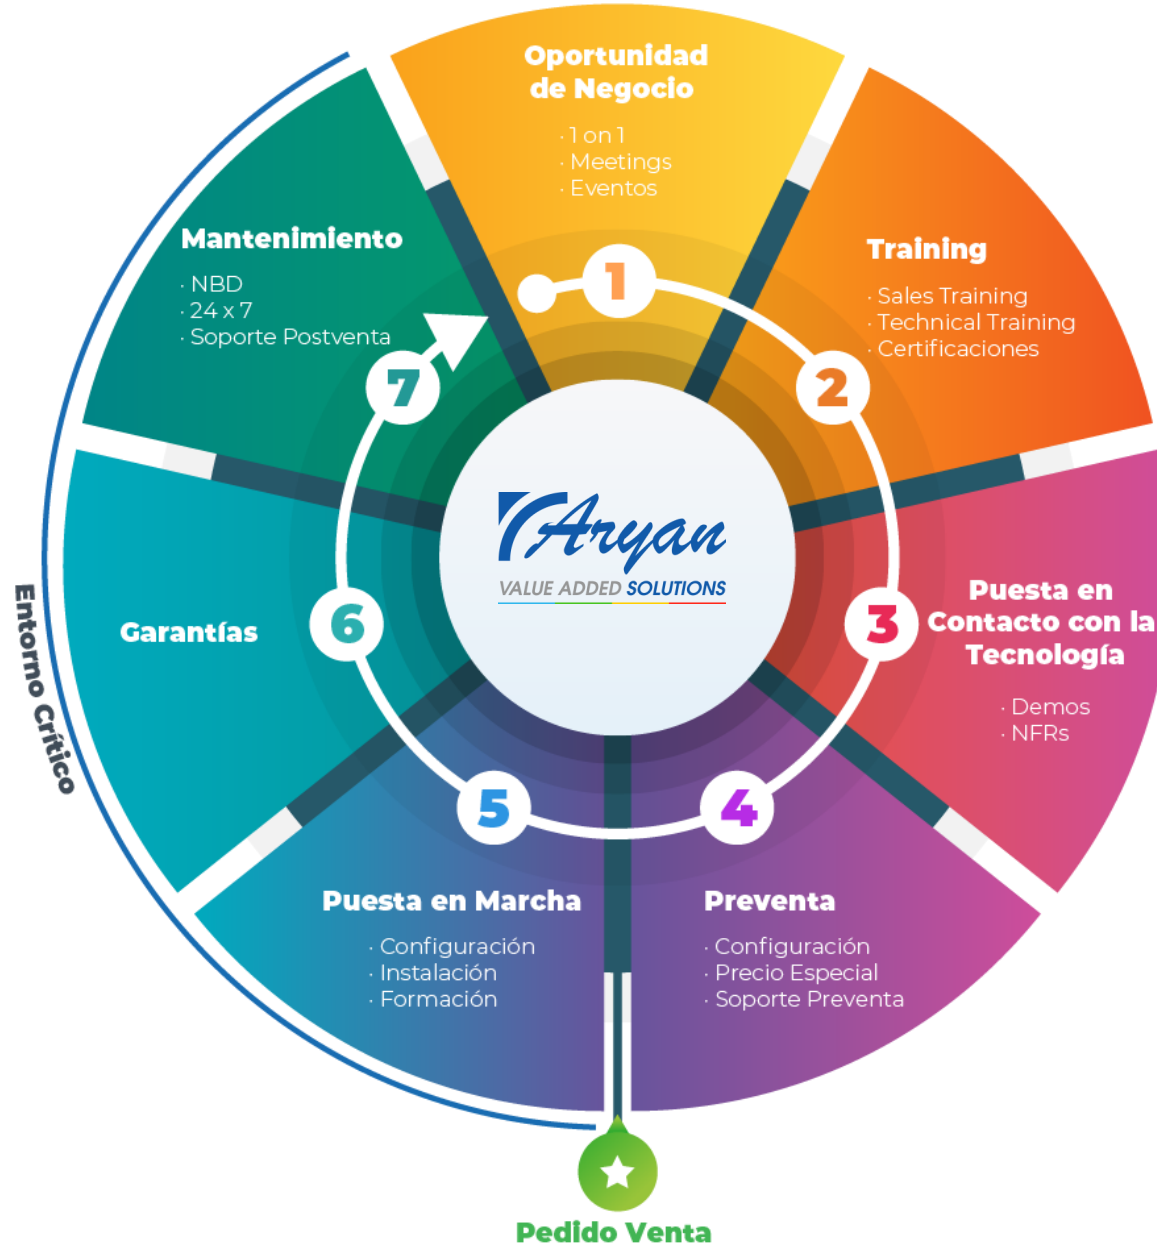 Oportunidad
de Negocio
· 1 on 1
· Meetings
· Eventos
1
Training
· Sales Training
· Technical Training
· Certificaciones
2
Puesta en
Contacto con la
Tecnología
· Demos
· NFRs
3
Preventa
· Configuración
· Precio Especial
· Soporte Preventa
4
Puesta en Marcha
· Configuración
· Instalación
· Formación
5
Garantías
6
Mantenimiento
· NBD
· 24 x 7
· Soporte Postventa
7
Aryan
VALUE ADDED SOLUTIONS
Entorno Crítico
Pedido Venta